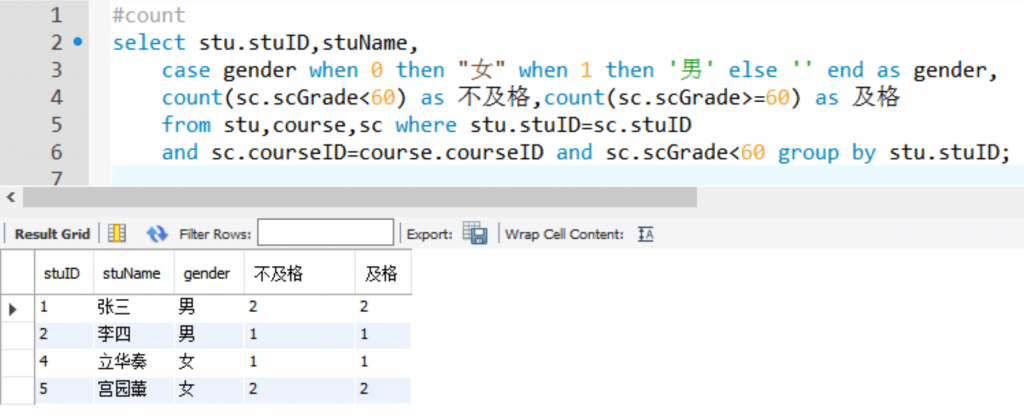 1 #count
2 select stu.stuID,stuName,
3 case gender when 0 then "女" when 1 then '男' else '' end as gender,
4 count(sc.scGrade<60) as 不及格,count(sc.scGrade>=60) as 及格
5 from stu,course,sc where stu.stuID=sc.stuID
6 and sc.courseID=course.courseID and sc.scGrade<60 group by stu.stuID;
7
Result Grid Filter Rows: Export: Wrap Cell Content: IA
stuID stuName gender 不及格 及格
1 张三 男 2 2
2 李四 男 1 1
4 立华奏 女 1 1
5 宫园薰 女 2 2